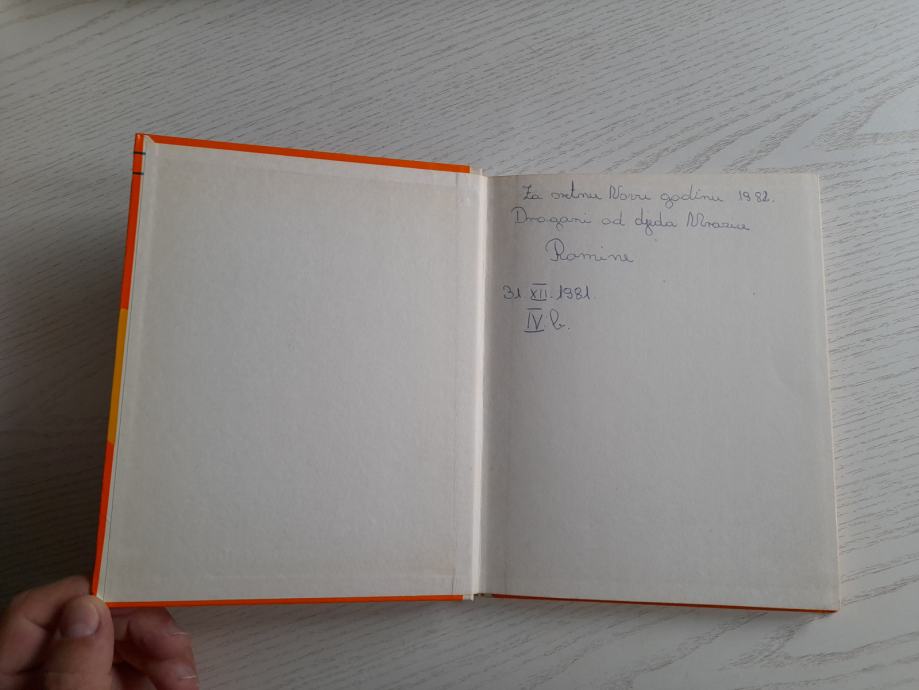 Za sretnu Novu godinu 1982.
Dragani od djeda Mraza
Romine
31. XII. 1981.
IV b.